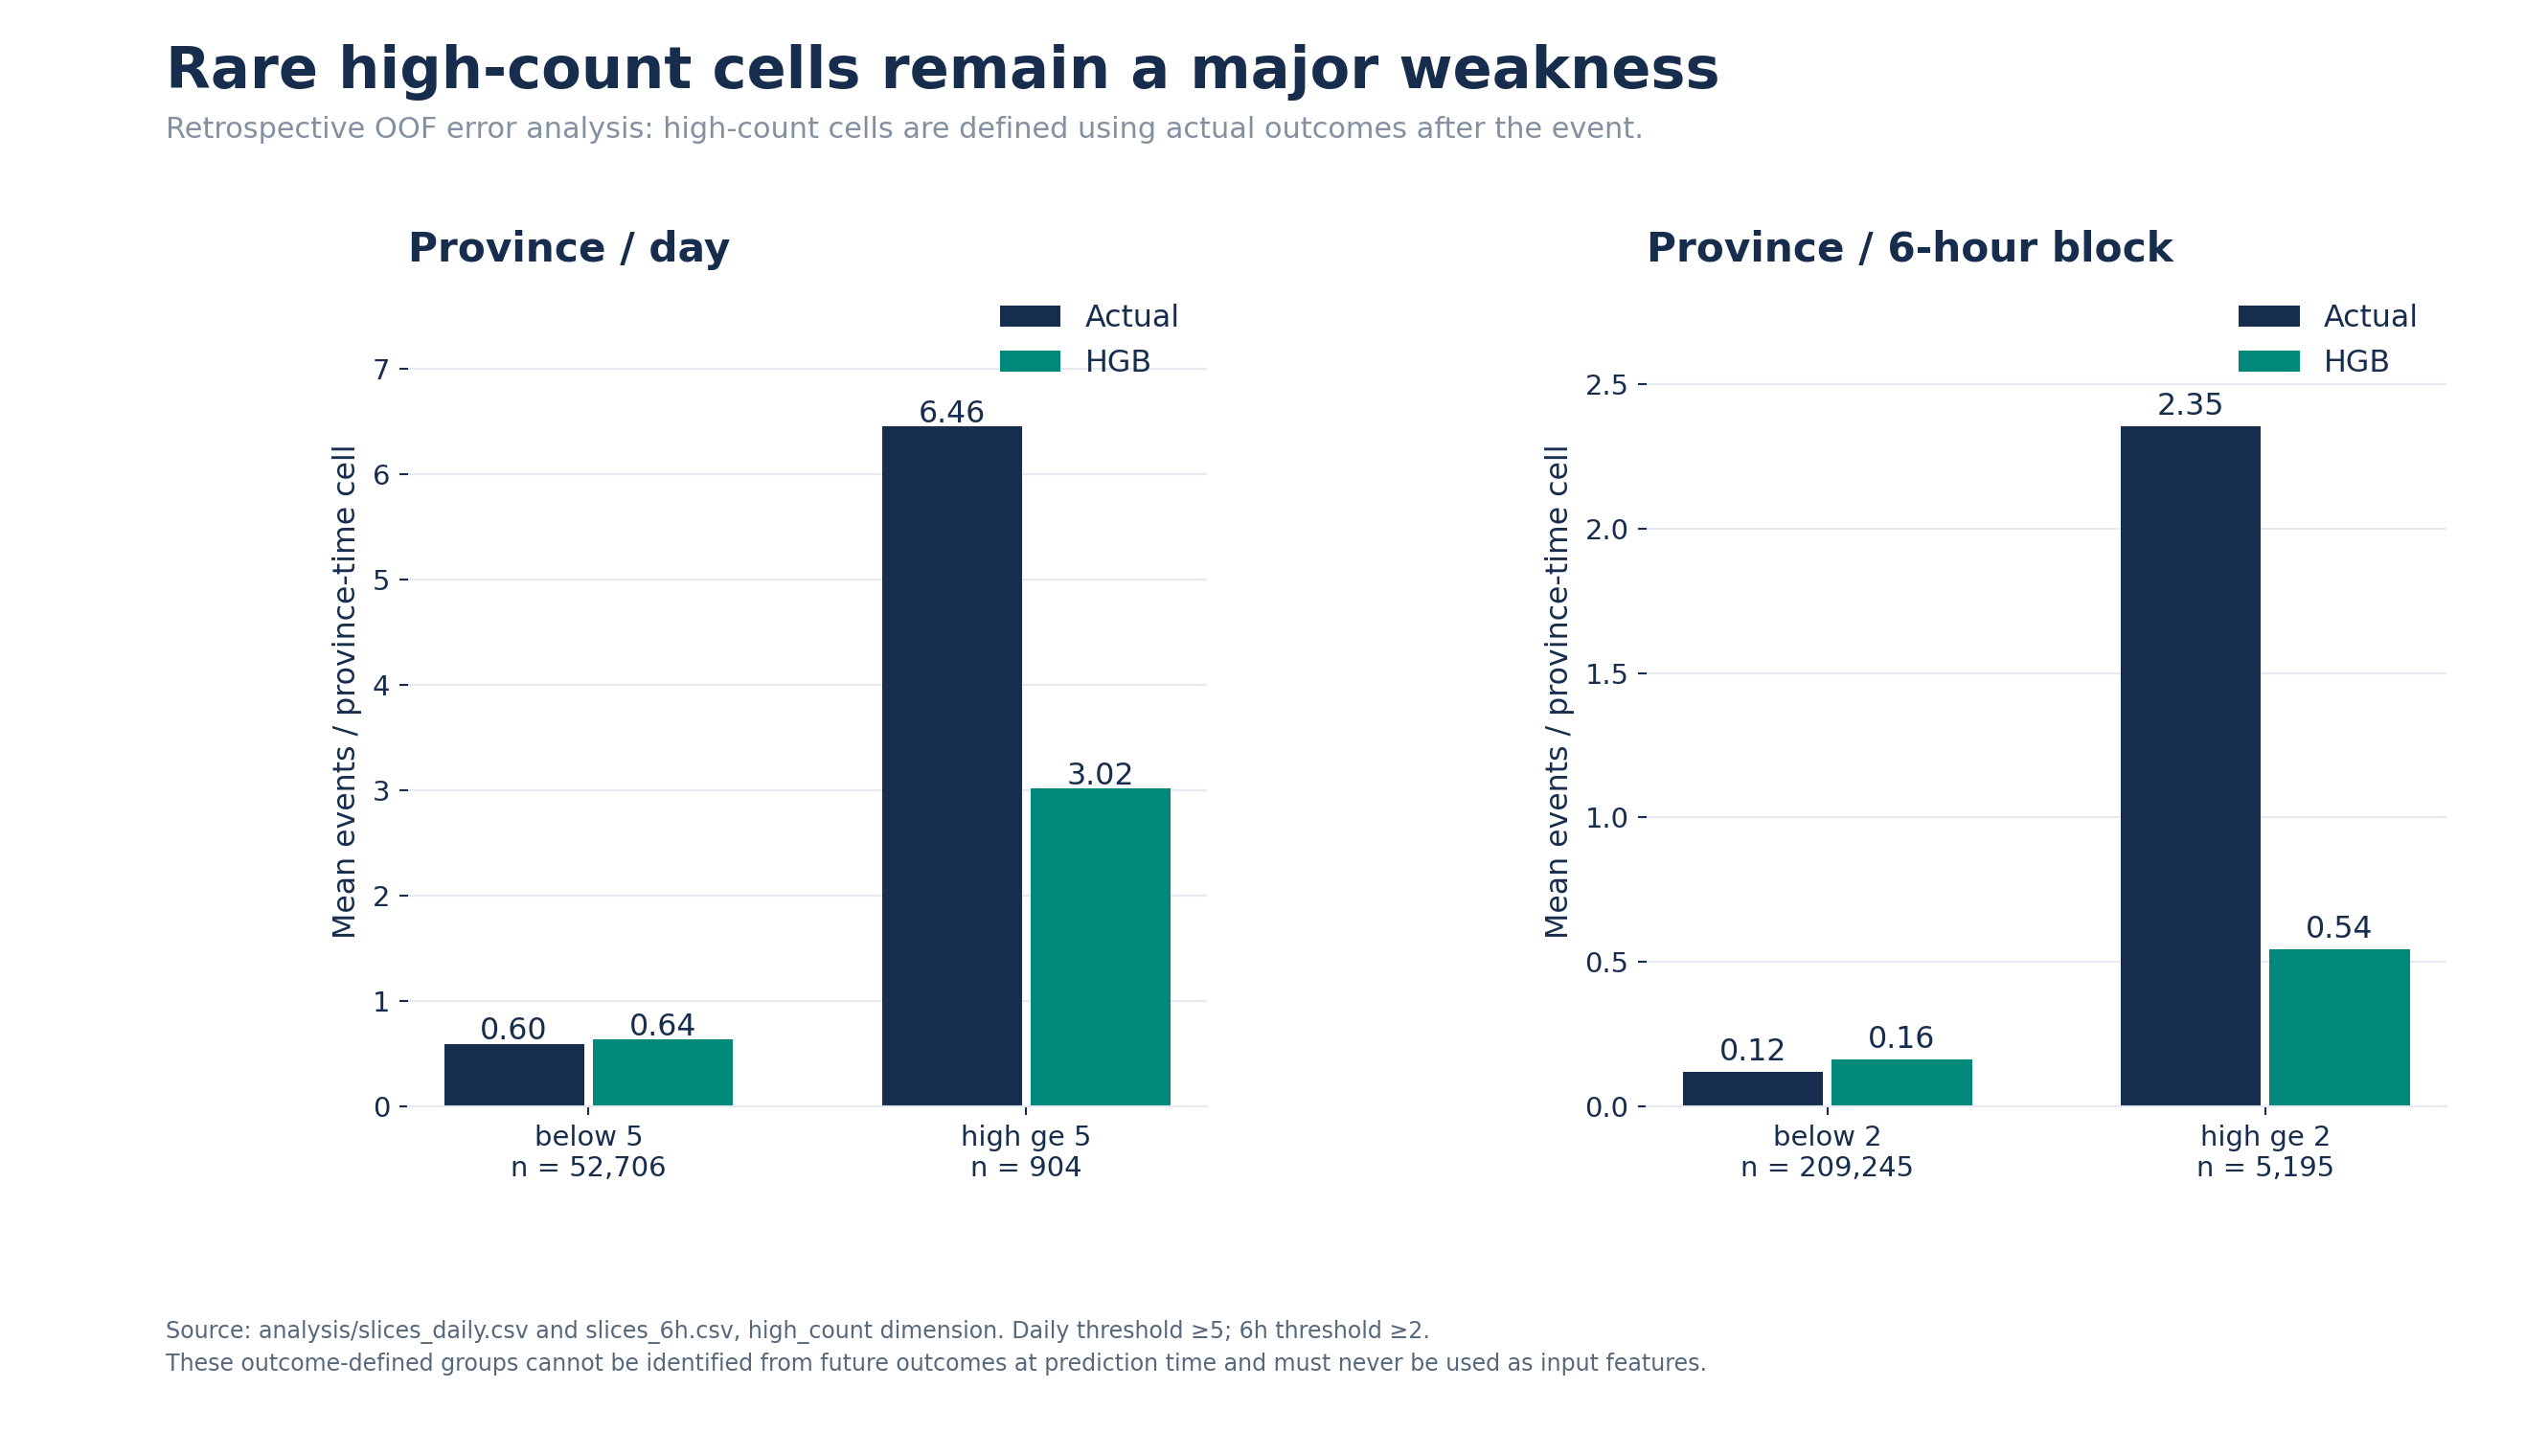 Rare high-count cells remain a major weakness
Retrospective OOF error analysis: high-count cells are defined using actual outcomes after the event.
Province / day
Actual
HGB
Mean events / province-time cell
7
6
5
4
3
2
1
0
0.60
0.64
6.46
3.02
below 5
n = 52,706
high ge 5
n = 904
Province / 6-hour block
Actual
HGB
Mean events / province-time cell
2.5
2.0
1.5
1.0
0.5
0.0
0.12
0.16
2.35
0.54
below 2
n = 209,245
high ge 2
n = 5,195
Source: analysis/slices_daily.csv and slices_6h.csv, high_count dimension. Daily threshold ≥5; 6h threshold ≥2.
These outcome-defined groups cannot be identified from future outcomes at prediction time and must never be used as input features.